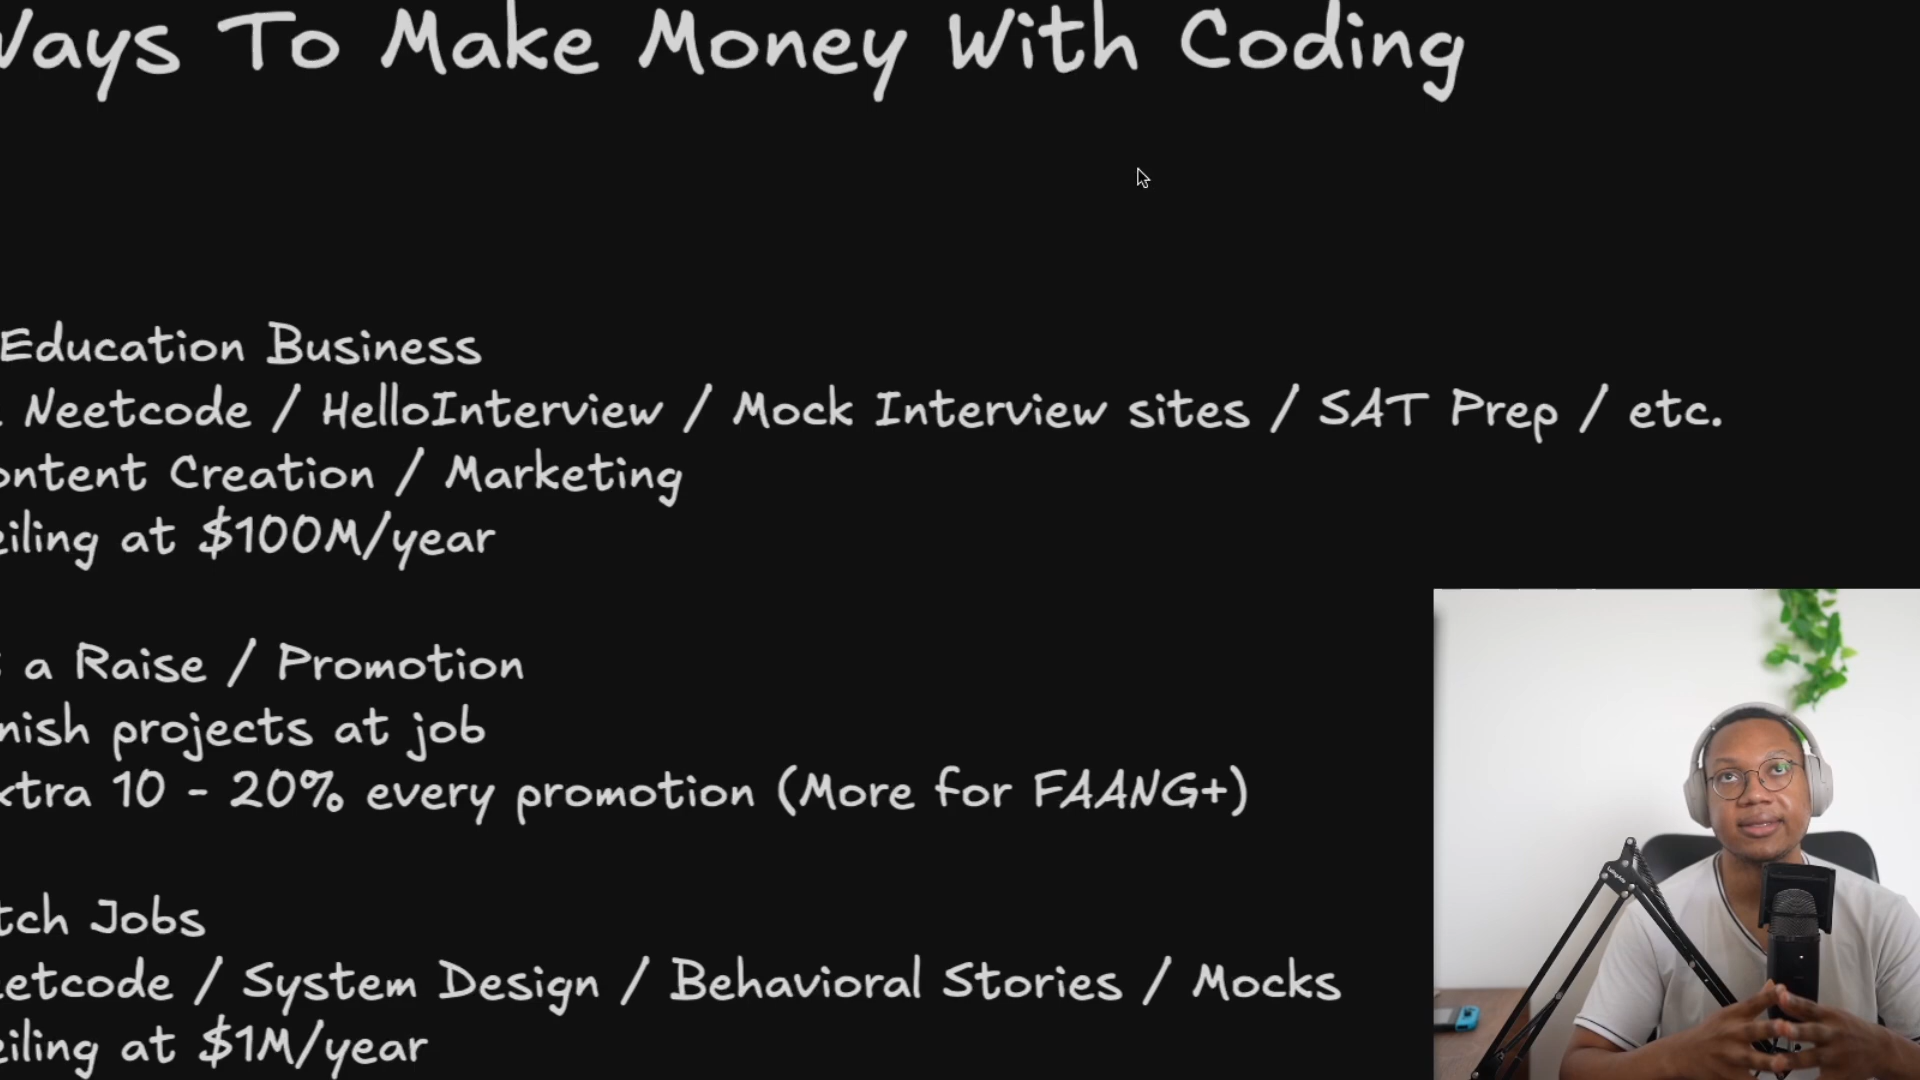 Ways To Make Money With Coding
Education Business
Neetcode / HelloInterview / Mock Interview sites / SAT Prep / etc.
ontent Creation / Marketing
eiling at $100M/year
a Raise / Promotion
nish projects at job
xtra 10 - 20% every promotion (More for FAANG+)
tch Jobs
eetcode / System Design / Behavioral Stories / Mocks
eiling at $1M/year